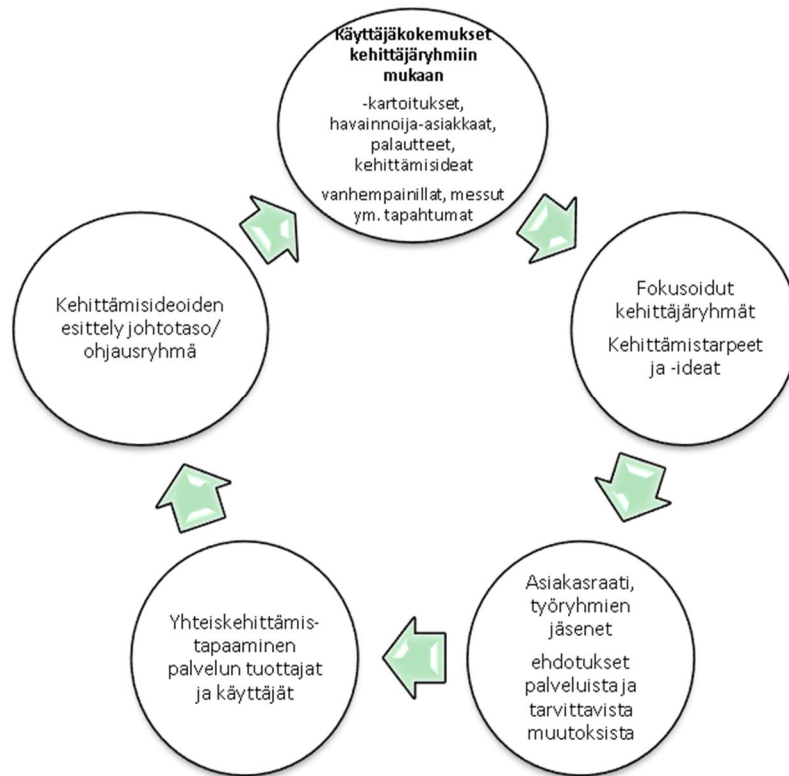 Käyttäjäkokemukset
kehittäjäryhmiin
mukaan
-kartoitukset,
havainnoija-asiakkaat,
palautteet,
kehittämisideat
vanhempainillat, messut
ym. tapahtumat
Fokusoidut
kehittäjäryhmät
Kehittämistarpeet
ja -ideat
Asiakasraati,
työryhmien
jäsenet
ehdotukset
palveluista ja
tarvittavista
muutoksista
Yhteiskehittämis-
tapaaminen
palvelun tuottajat
ja käyttäjät
Kehittämisideoiden
esittely johtotaso/
ohjausryhmä